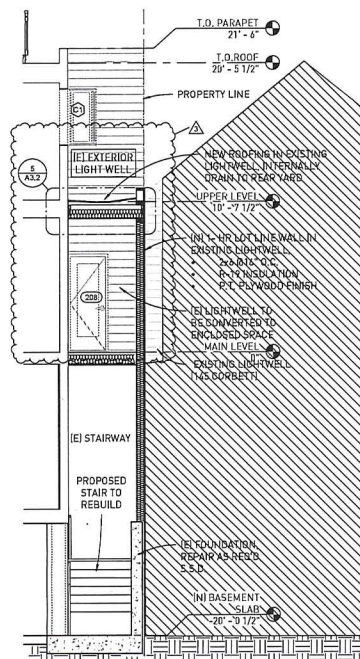 T.O. PARAPET
21' - 6"
T.O.ROOF
20' - 5 1/2"
PROPERTY LINE
C1
3
(E) EXTERIOR
LIGHT WELL
5
A3.2
NEW ROOFING IN EXISTING
LIGHTWELL, INTERNALLY
DRAIN TO REAR YARD
UPPER LEVEL
10' - 7 1/2"
(N) 1- HR LOT LINE WALL IN
EXISTING LIGHTWELL,
• 2x6 @16" O.C.
• R-19 INSULATION
• P.T. PLYWOOD FINISH
208
(E) LIGHTWELL TO
BE CONVERTED TO
ENCLOSED SPACE
MAIN LEVEL
0"
EXISTING LIGHTWELL
(145 CORBETT)
(E) STAIRWAY
PROPOSED
STAIR TO
REBUILD
(E) FOUNDATION
REPAIR AS REQ'D
S.S.D.
(N) BASEMENT
SLAB
-20' - 0 1/2"